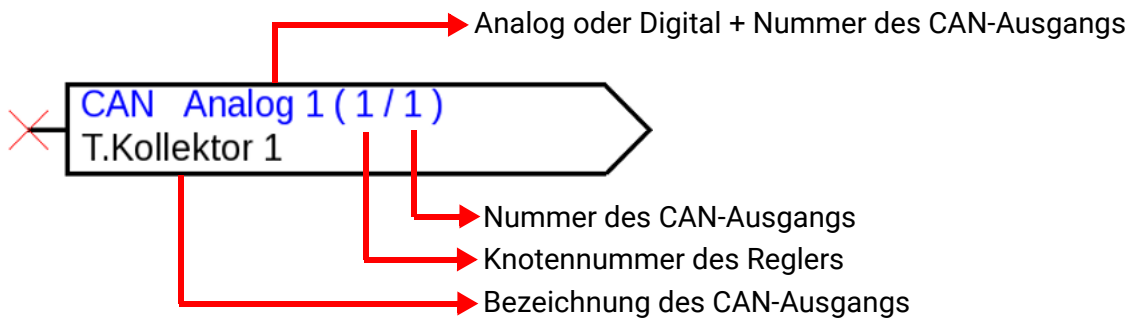 Analog oder Digital + Nummer des CAN-Ausgangs
CAN Analog 1 ( 1 / 1 )
T.Kollektor 1
Nummer des CAN-Ausgangs
Knotennummer des Reglers
Bezeichnung des CAN-Ausgangs